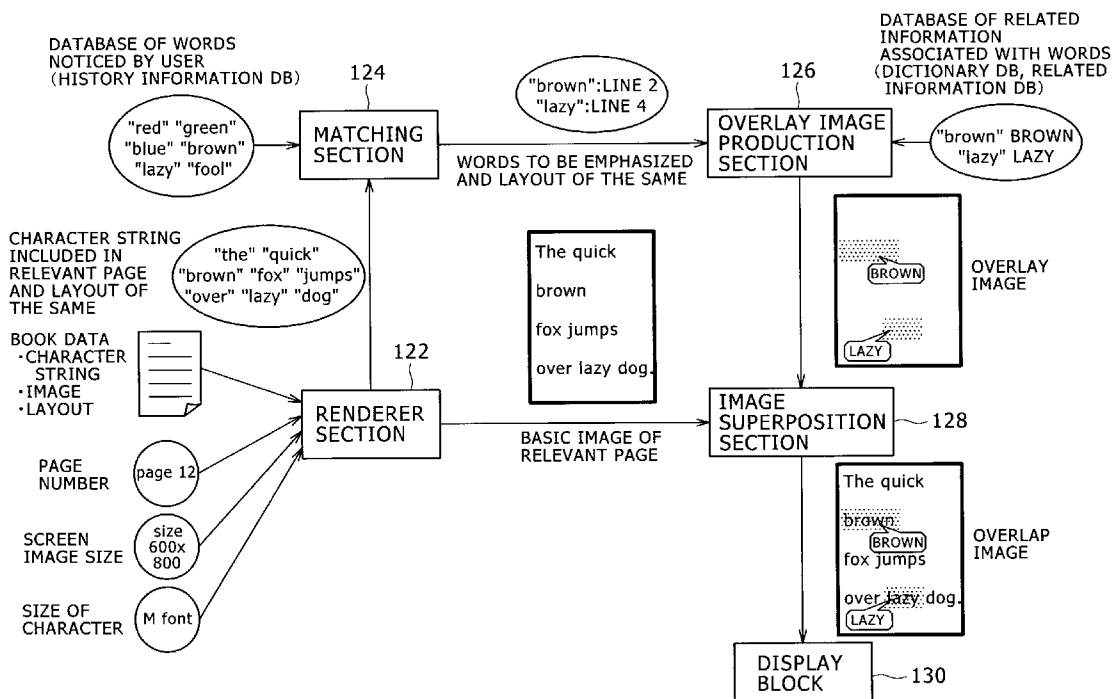 DATABASE OF WORDS
NOTICED BY USER
(HISTORY INFORMATION DB)
"red" "green"
"blue" "brown"
"lazy" "fool"
124
MATCHING
SECTION
"brown":LINE 2
"lazy":LINE 4
WORDS TO BE EMPHASIZED
AND LAYOUT OF THE SAME
126
OVERLAY IMAGE
PRODUCTION
SECTION
DATABASE OF RELATED
INFORMATION
ASSOCIATED WITH WORDS
(DICTIONARY DB, RELATED
INFORMATION DB)
"brown" BROWN
"lazy" LAZY
CHARACTER STRING
INCLUDED IN
RELEVANT PAGE
AND LAYOUT OF
THE SAME
"the" "quick"
"brown" "fox" "jumps"
"over" "lazy" "dog"
The quick
brown
fox jumps
over lazy dog.
BROWN
LAZY
OVERLAY
IMAGE
BOOK DATA
・CHARACTER
STRING
・IMAGE
・LAYOUT
122
RENDERER
SECTION
BASIC IMAGE OF
RELEVANT PAGE
IMAGE
SUPERPOSITION
SECTION
128
PAGE
NUMBER
page 12
SCREEN
IMAGE SIZE
size
600x
800
SIZE OF
CHARACTER
M font
The quick
brown
BROWN
fox jumps
over lazy dog.
LAZY
OVERLAP
IMAGE
DISPLAY
BLOCK
130